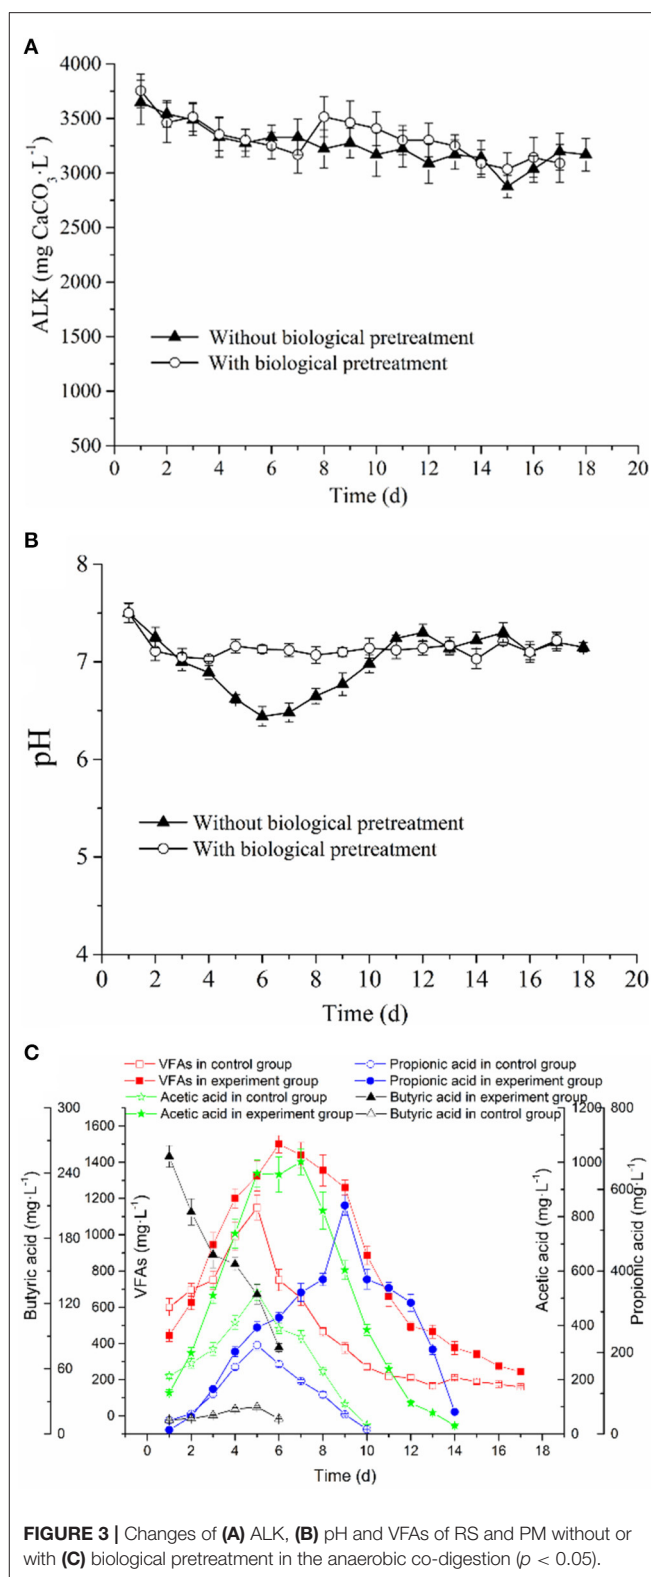 A
4000
3500
3000
2500
2000
1500
1000
500
ALK (mg CaCO3·L-1)
Without biological pretreatment
With biological pretreatment
0 2 4 6 8 10 12 14 16 18 20
Time (d)
B
8
7
6
5
4
pH
Without biological pretreatment
With biological pretreatment
0 2 4 6 8 10 12 14 16 18 20
Time (d)
C
VFAs in control group
Propionic acid in control group
VFAs in experiment group
Propionic acid in experiment group
Acetic acid in control group
Butyric acid in experiment group
Acetic acid in experiment group
Butyric acid in control group
300
240
180
120
60
0
Butyric acid (mg·L-1)
1600
1400
1200
1000
800
600
400
200
0
VFAs (mg·L-1)
1200
1000
800
600
400
200
0
Acetic acid (mg·L-1)
800
600
400
200
0
Propionic acid (mg·L-1)
0 2 4 6 8 10 12 14 16 18
Time (d)
FIGURE 3 | Changes of (A) ALK, (B) pH and VFAs of RS and PM without or
with (C) biological pretreatment in the anaerobic co-digestion (p < 0.05).